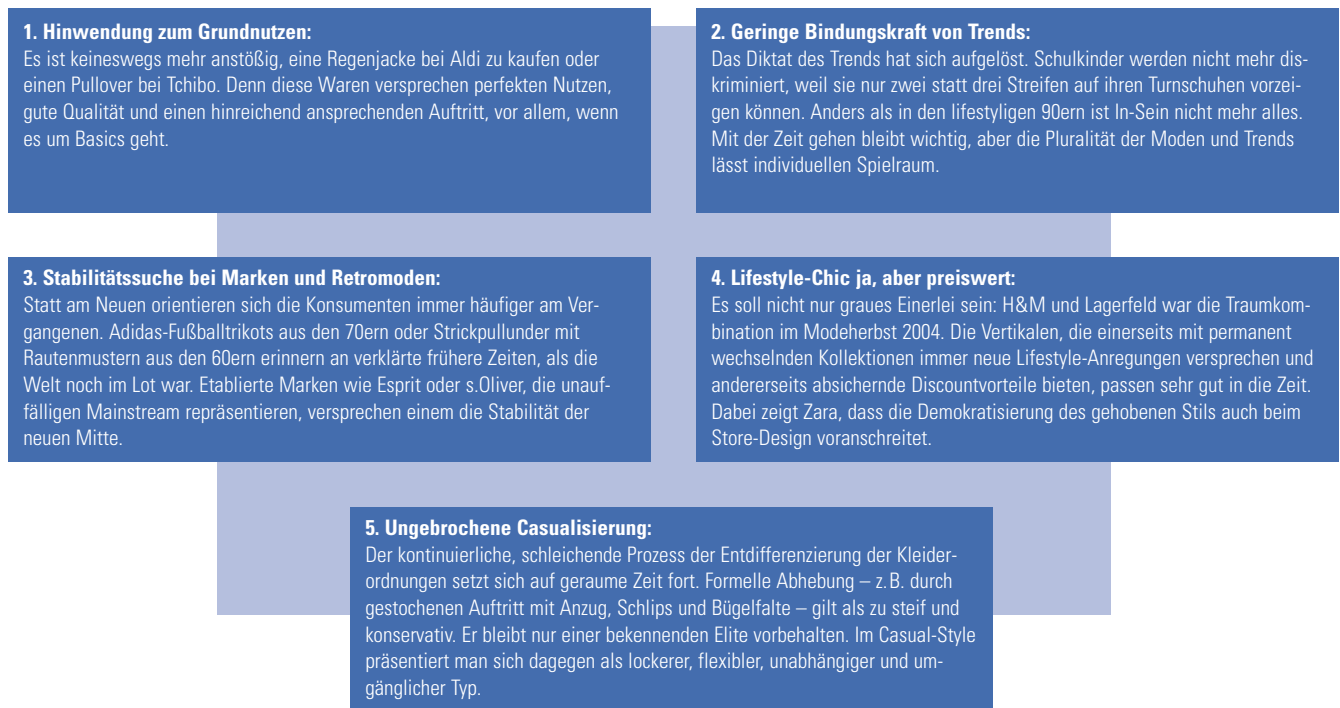 1. Hinwendung zum Grundnutzen:
Es ist keineswegs mehr anstößig, eine Regenjacke bei Aldi zu kaufen oder
einen Pullover bei Tchibo. Denn diese Waren versprechen perfekten Nutzen,
gute Qualität und einen hinreichend ansprechenden Auftritt, vor allem, wenn
es um Basics geht.
2. Geringe Bindungskraft von Trends:
Das Diktat des Trends hat sich aufgelöst. Schulkinder werden nicht mehr dis-
kriminiert, weil sie nur zwei statt drei Streifen auf ihren Turnschuhen vorzei-
gen können. Anders als in den lifestyligen 90ern ist In-Sein nicht mehr alles.
Mit der Zeit gehen bleibt wichtig, aber die Pluralität der Moden und Trends
lässt individuellen Spielraum.
3. Stabilitätssuche bei Marken und Retromoden:
Statt am Neuen orientieren sich die Konsumenten immer häufiger am Ver-
gangenen. Adidas-Fußballtrikots aus den 70ern oder Strickpullunder mit
Rautenmustern aus den 60ern erinnern an verklärte frühere Zeiten, als die
Welt noch im Lot war. Etablierte Marken wie Esprit oder s.Oliver, die unauf-
fälligen Mainstream repräsentieren, versprechen einem die Stabilität der
neuen Mitte.
4. Lifestyle-Chic ja, aber preiswert:
Es soll nicht nur graues Einerlei sein: H&M und Lagerfeld war die Traumkom-
bination im Modeherbst 2004. Die Vertikalen, die einerseits mit permanent
wechselnden Kollektionen immer neue Lifestyle-Anregungen versprechen und
andererseits absichernde Discountvorteile bieten, passen sehr gut in die Zeit.
Dabei zeigt Zara, dass die Demokratisierung des gehobenen Stils auch beim
Store-Design voranschreitet.
5. Ungebrochene Casualisierung:
Der kontinuierliche, schleichende Prozess der Entdifferenzierung der Kleider-
ordnungen setzt sich auf geraume Zeit fort. Formelle Abhebung – z. B. durch
gestochenen Auftritt mit Anzug, Schlips und Bügelfalte – gilt als zu steif und
konservativ. Er bleibt nur einer bekennenden Elite vorbehalten. Im Casual-Style
präsentiert man sich dagegen als lockerer, flexibler, unabhängiger und um-
gänglicher Typ.